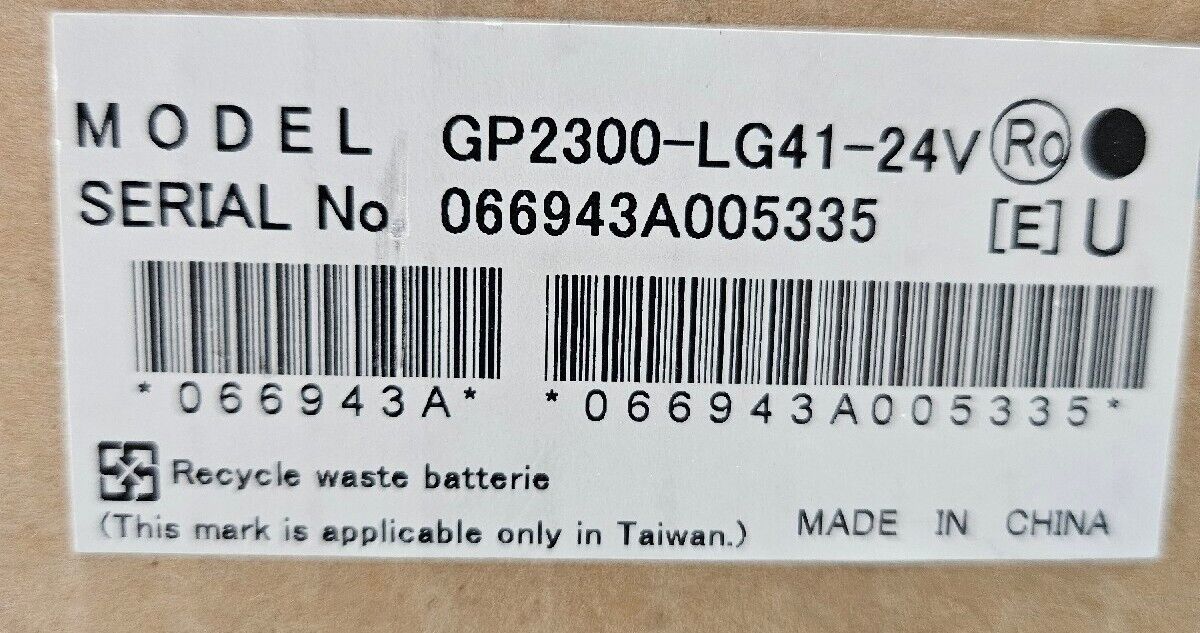 MODEL GP2300-LG41-24V Ro
SERIAL No 066943A005335 [E] U
*066943A* *066943A005335*
Recycle waste batterie
(This mark is applicable only in Taiwan.) MADE IN CHINA